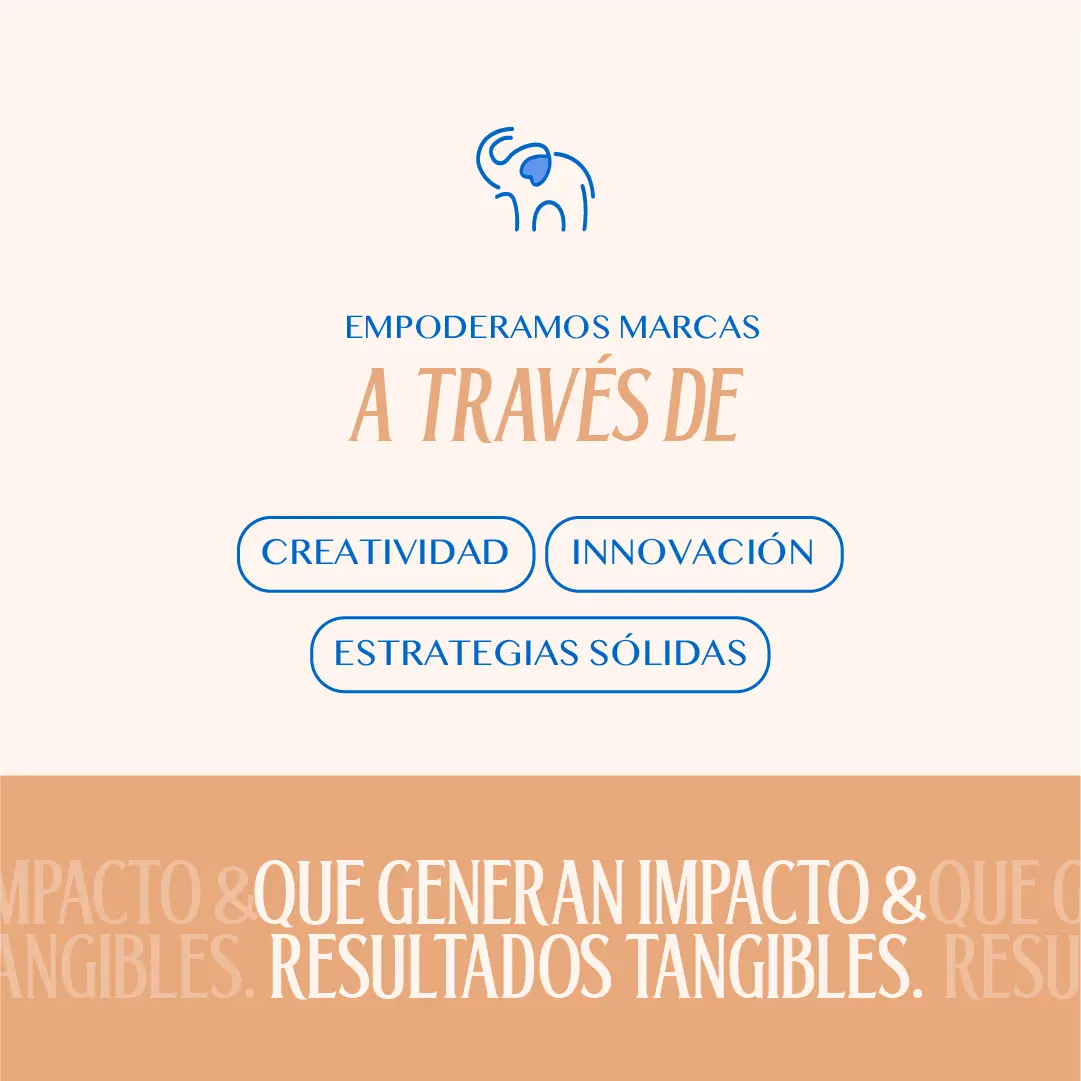 EMPODERAMOS MARCAS
A TRAVÉS DE
CREATIVIDAD INNOVACIÓN
ESTRATEGIAS SÓLIDAS
MPACTO & QUE GENERAN IMPACTO & QUE G
ANGIBLES. RESULTADOS TANGIBLES. RESU